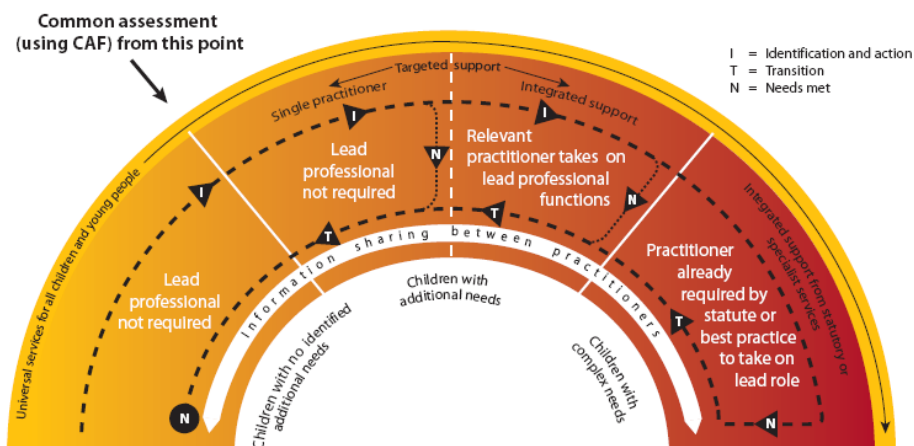 Common assessment
(using CAF) from this point
I = Identification and action
T = Transition
N = Needs met
Targeted support
Single practitioner
Integrated support
Universal services for all children and young people
Integrated support from statutory or
specialist services
I
I
I
Lead
professional
not required
N
Relevant
practitioner takes on
lead professional
functions
N
T
T
Lead
professional
not required
Practitioner
already
required by
statute or
best practice
to take on
lead role
T
N
N
Information sharing between practitioners
Children with no identified
additional needs
Children with
additional needs
Children with
complex needs